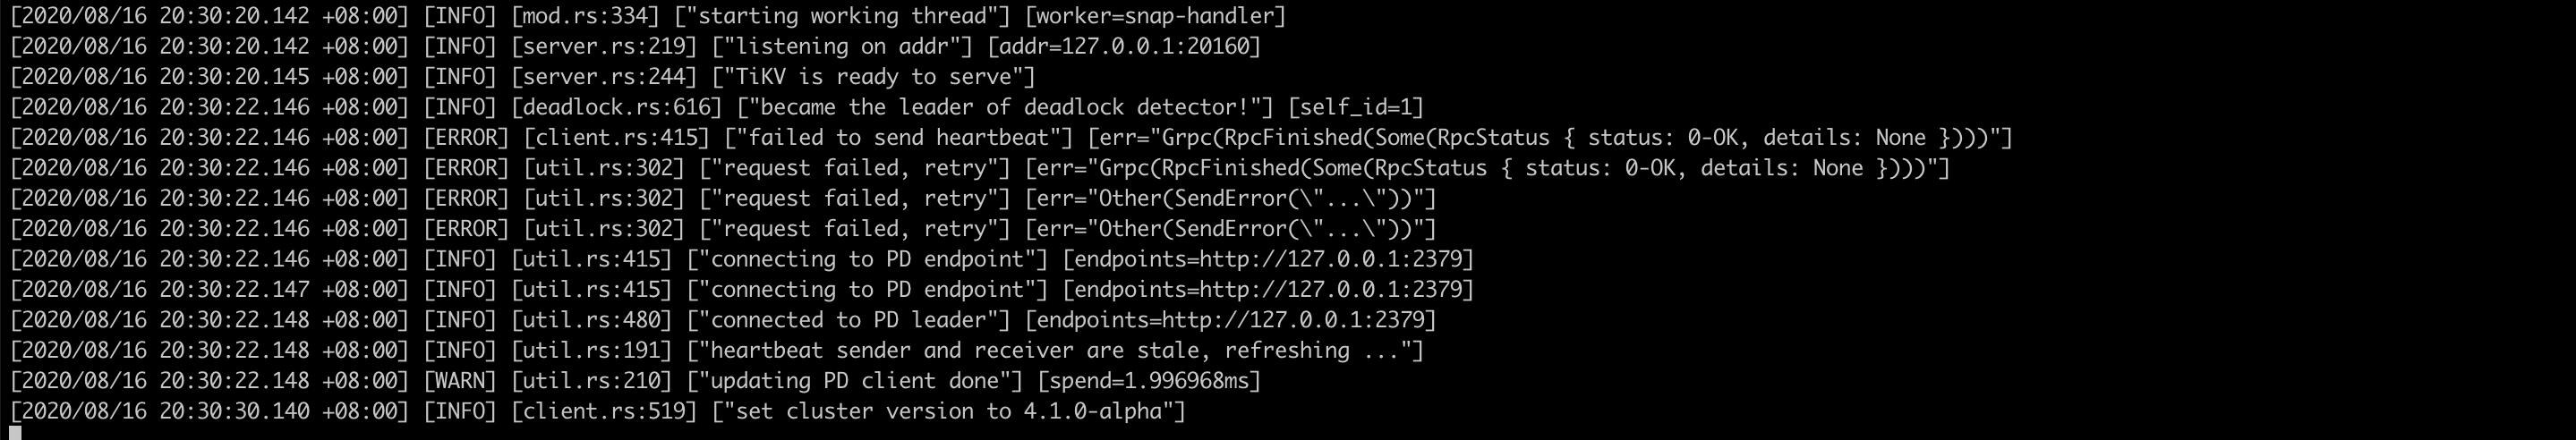 [2020/08/16 20:30:20.142 +08:00] [INFO] [mod.rs:334] ["starting working thread"] [worker=snap-handler]
[2020/08/16 20:30:20.142 +08:00] [INFO] [server.rs:219] ["listening on addr"] [addr=127.0.0.1:20160]
[2020/08/16 20:30:20.145 +08:00] [INFO] [server.rs:244] ["TiKV is ready to serve"]
[2020/08/16 20:30:22.146 +08:00] [INFO] [deadlock.rs:616] ["became the leader of deadlock detector!"] [self_id=1]
[2020/08/16 20:30:22.146 +08:00] [ERROR] [client.rs:415] ["failed to send heartbeat"] [err="Grpc(RpcFinished(Some(RpcStatus { status: 0-OK, details: None })))"]
[2020/08/16 20:30:22.146 +08:00] [ERROR] [util.rs:302] ["request failed, retry"] [err="Grpc(RpcFinished(Some(RpcStatus { status: 0-OK, details: None })))"]
[2020/08/16 20:30:22.146 +08:00] [ERROR] [util.rs:302] ["request failed, retry"] [err="Other(SendError(\"...\"))"]
[2020/08/16 20:30:22.146 +08:00] [ERROR] [util.rs:302] ["request failed, retry"] [err="Other(SendError(\"...\"))"]
[2020/08/16 20:30:22.146 +08:00] [INFO] [util.rs:415] ["connecting to PD endpoint"] [endpoints=http://127.0.0.1:2379]
[2020/08/16 20:30:22.147 +08:00] [INFO] [util.rs:415] ["connecting to PD endpoint"] [endpoints=http://127.0.0.1:2379]
[2020/08/16 20:30:22.148 +08:00] [INFO] [util.rs:480] ["connected to PD leader"] [endpoints=http://127.0.0.1:2379]
[2020/08/16 20:30:22.148 +08:00] [INFO] [util.rs:191] ["heartbeat sender and receiver are stale, refreshing ..."]
[2020/08/16 20:30:22.148 +08:00] [WARN] [util.rs:210] ["updating PD client done"] [spend=1.996968ms]
[2020/08/16 20:30:30.140 +08:00] [INFO] [client.rs:519] ["set cluster version to 4.1.0-alpha"]